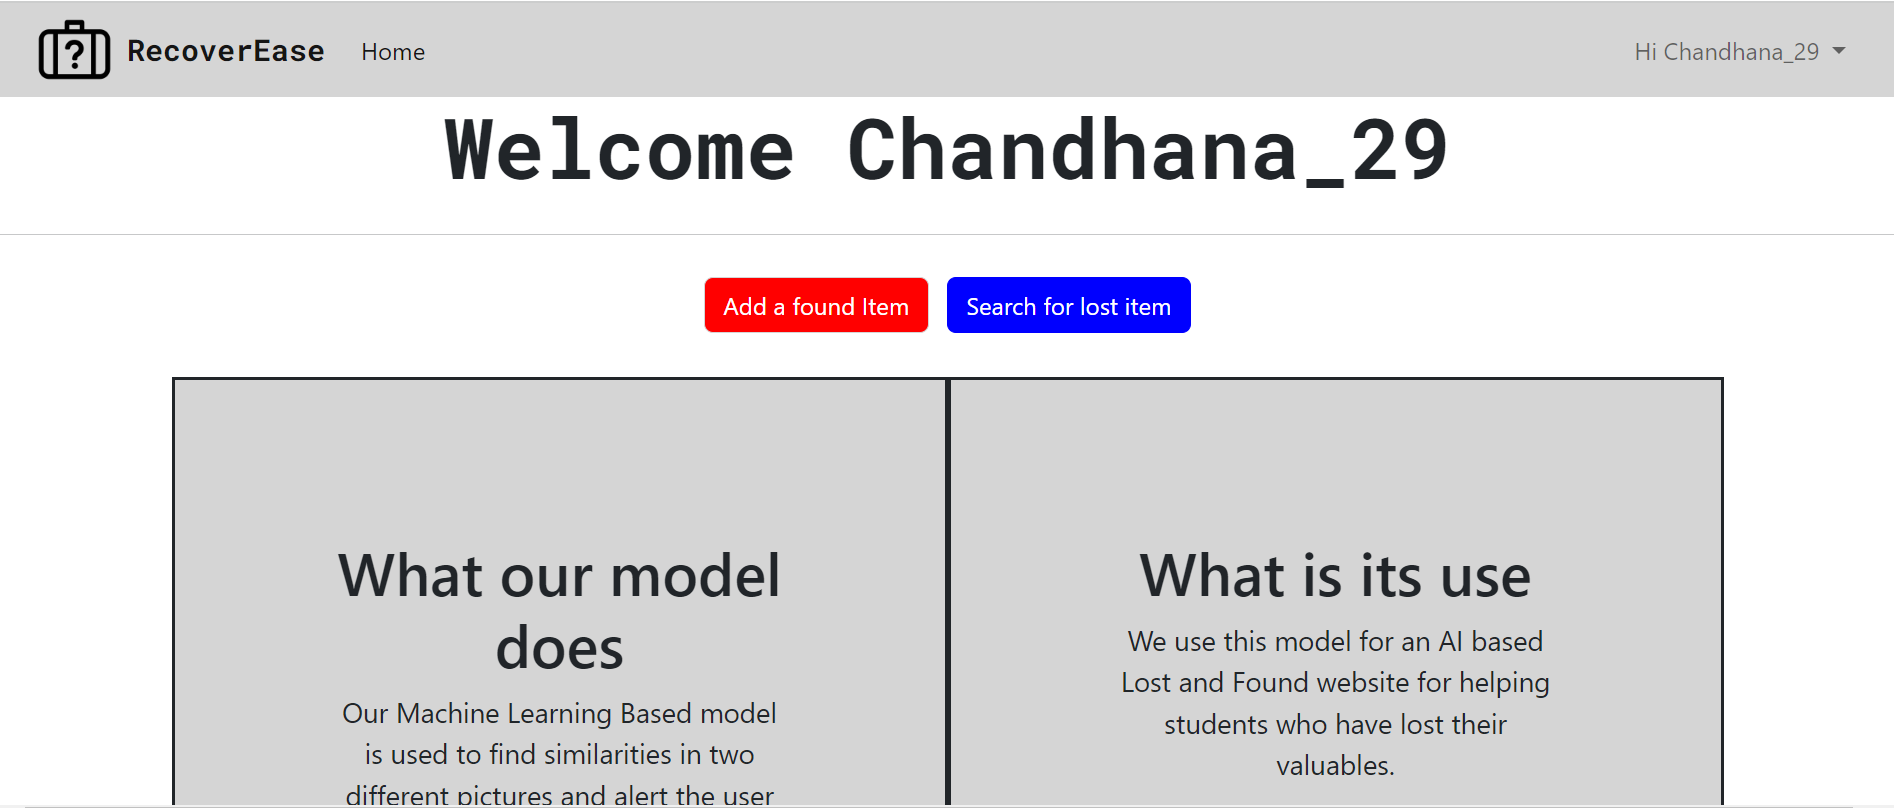 RecoverEase Home Hi Chandhana_29
Welcome Chandhana_29
Add a found Item Search for lost item
What our model
does
Our Machine Learning Based model
is used to find similarities in two
different pictures and alert the user
What is its use
We use this model for an AI based
Lost and Found website for helping
students who have lost their
valuables.